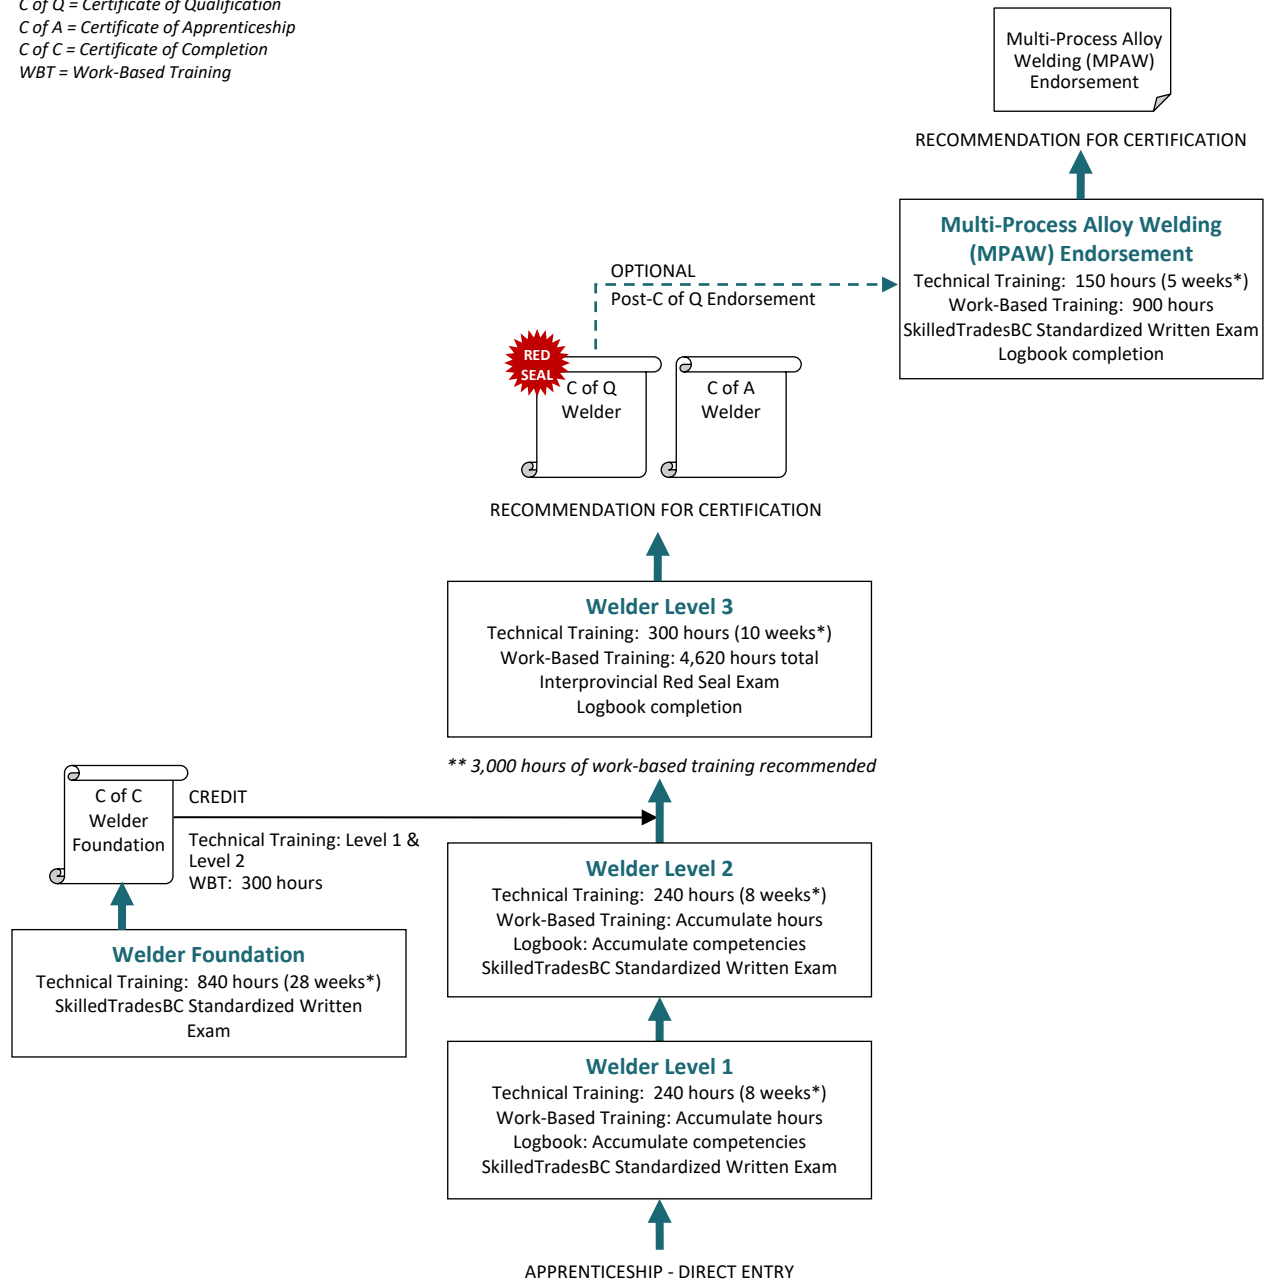 C of Q = Certificate of Qualification
C of A = Certificate of Apprenticeship
C of C = Certificate of Completion
WBT = Work-Based Training
Multi-Process Alloy
Welding (MPAW)
Endorsement
RECOMMENDATION FOR CERTIFICATION
Multi-Process Alloy Welding
(MPAW) Endorsement
Technical Training:  150 hours (5 weeks*)
Work-Based Training:  900 hours
SkilledTradesBC Standardized Written Exam
Logbook completion
OPTIONAL
Post-C of Q Endorsement
RED
SEAL
C of Q
Welder
C of A
Welder
RECOMMENDATION FOR CERTIFICATION
Welder Level 3
Technical Training:  300 hours (10 weeks*)
Work-Based Training: 4,620 hours total
Interprovincial Red Seal Exam
Logbook completion
** 3,000 hours of work-based training recommended
C of C
Welder
Foundation
CREDIT
Technical Training: Level 1 &
Level 2
WBT:  300 hours
Welder Level 2
Technical Training:  240 hours (8 weeks*)
Work-Based Training: Accumulate hours
Logbook: Accumulate competencies
SkilledTradesBC Standardized Written Exam
Welder Foundation
Technical Training:  840 hours (28 weeks*)
SkilledTradesBC Standardized Written
Exam
Welder Level 1
Technical Training:  240 hours (8 weeks*)
Work-Based Training: Accumulate hours
Logbook: Accumulate competencies
SkilledTradesBC Standardized Written Exam
APPRENTICESHIP - DIRECT ENTRY